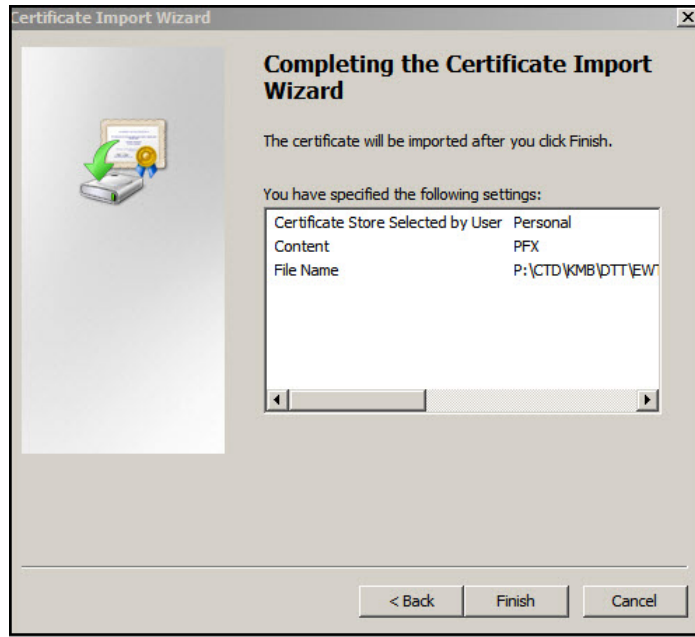 Certificate Import Wizard
Completing the Certificate Import
Wizard
The certificate will be imported after you click Finish.
You have specified the following settings:
Certificate Store Selected by User Personal
Content PFX
File Name P:\CTD\KMB\DTT\EWT
< Back Finish Cancel